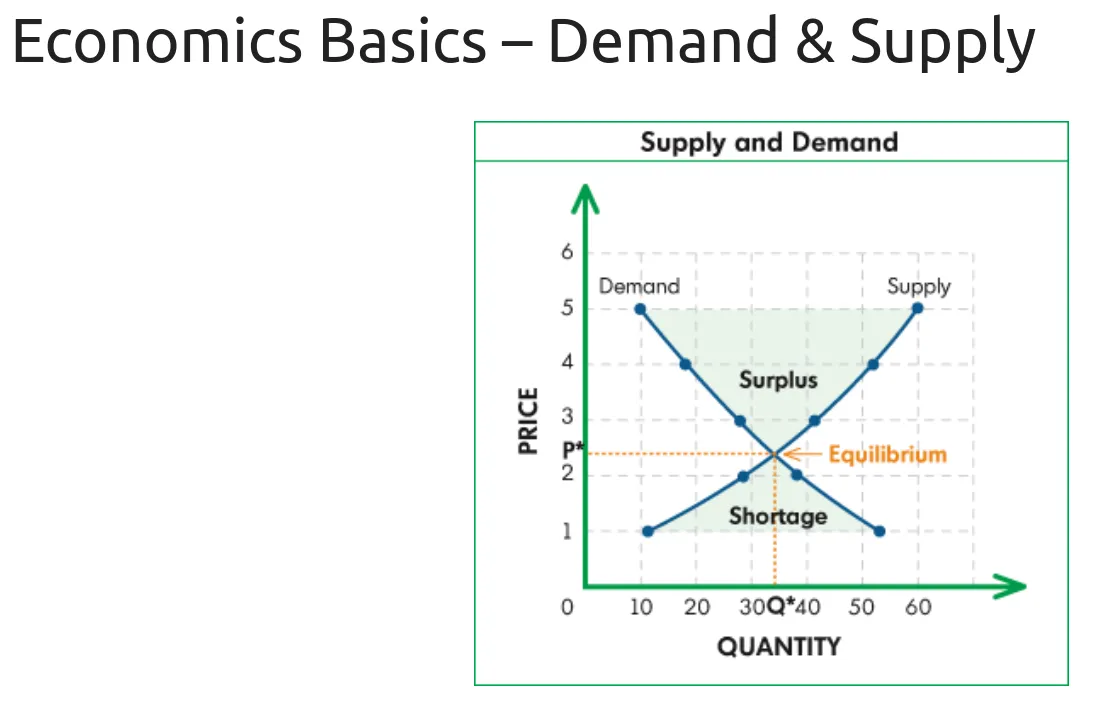 Economics Basics – Demand & Supply
Supply and Demand
6
Demand
Supply
5
4
Surplus
3
PRICE
P*
Equilibrium
2
Shortage
1
0 10 20 30 Q* 40 50 60
QUANTITY